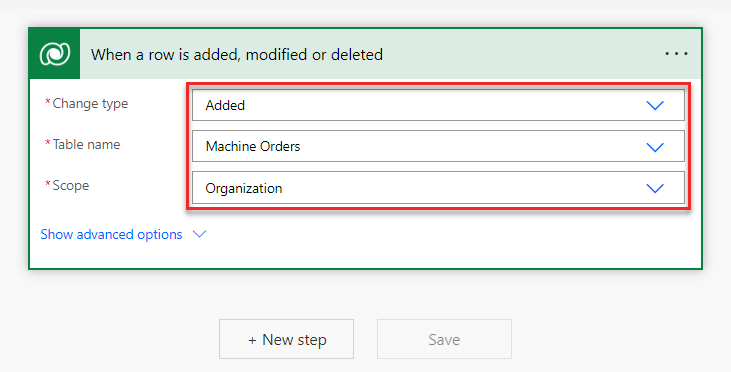 When a row is added, modified or deleted
* Change type
Added
* Table name
Machine Orders
* Scope
Organization
Show advanced options
+ New step
Save